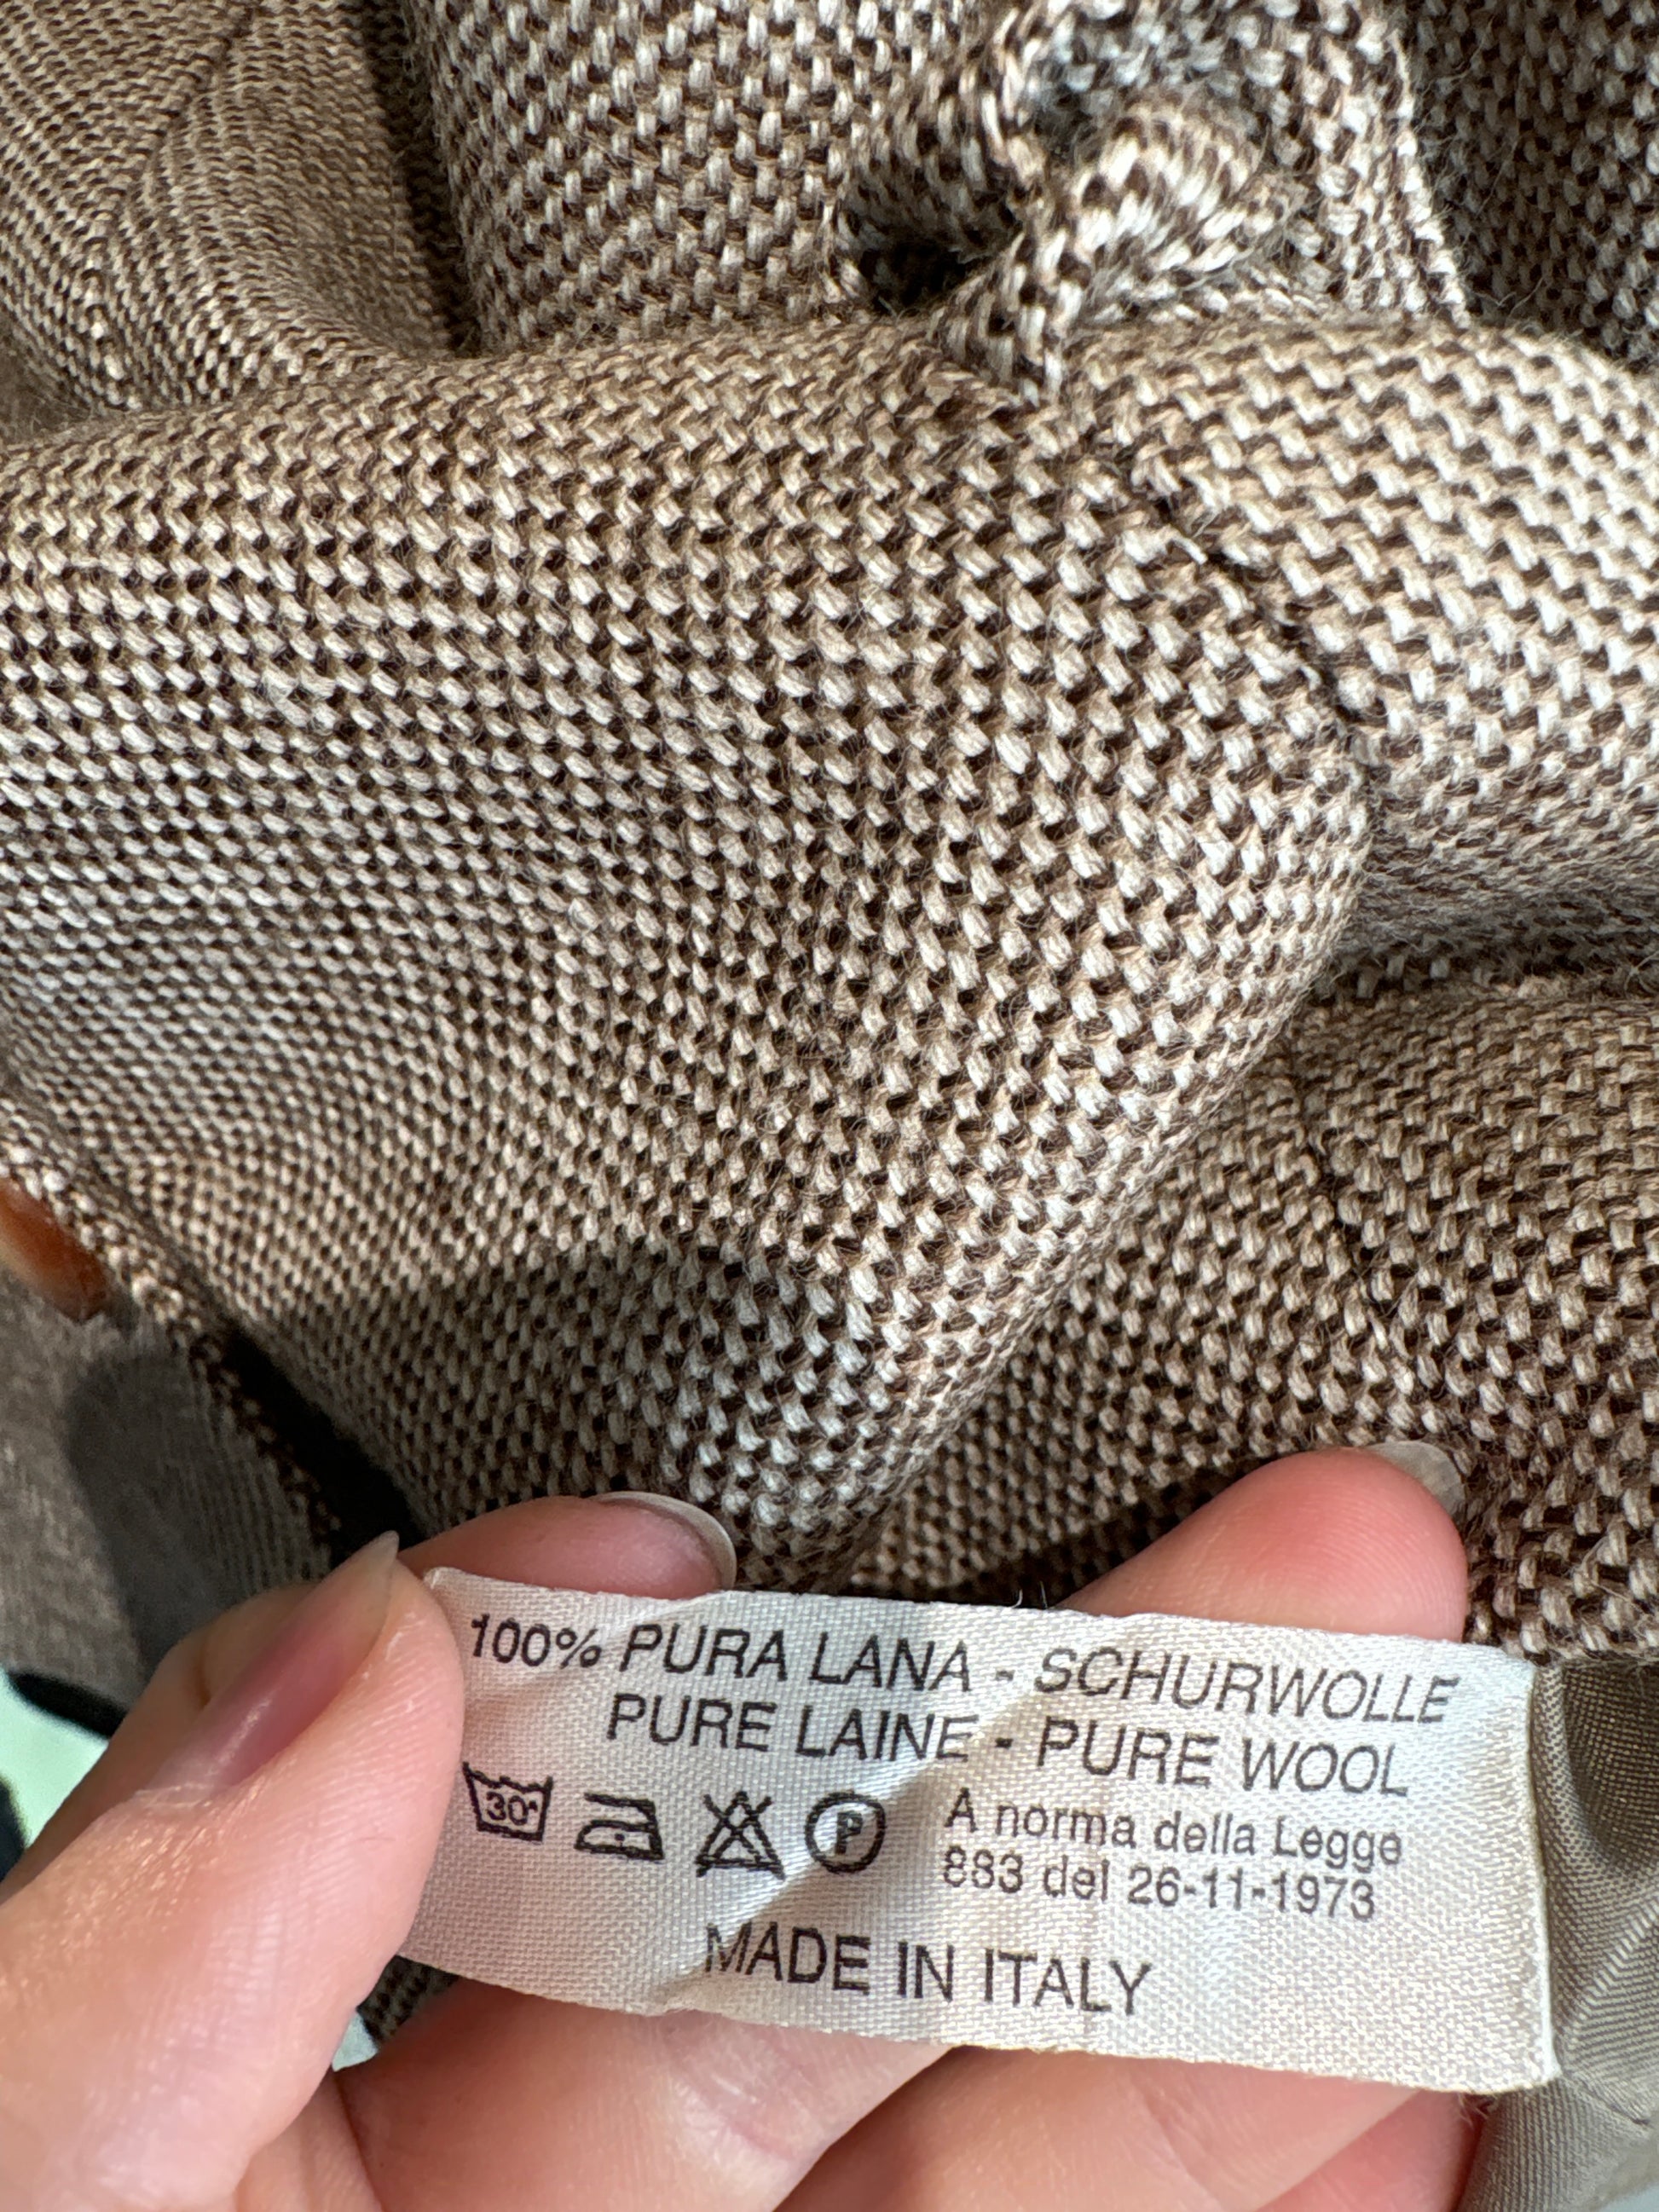 100% PURA LANA - SCHURWOLLE
PURE LAINE - PURE WOOL
30° P
A norma della Legge
883 del 26-11-1973
MADE IN ITALY